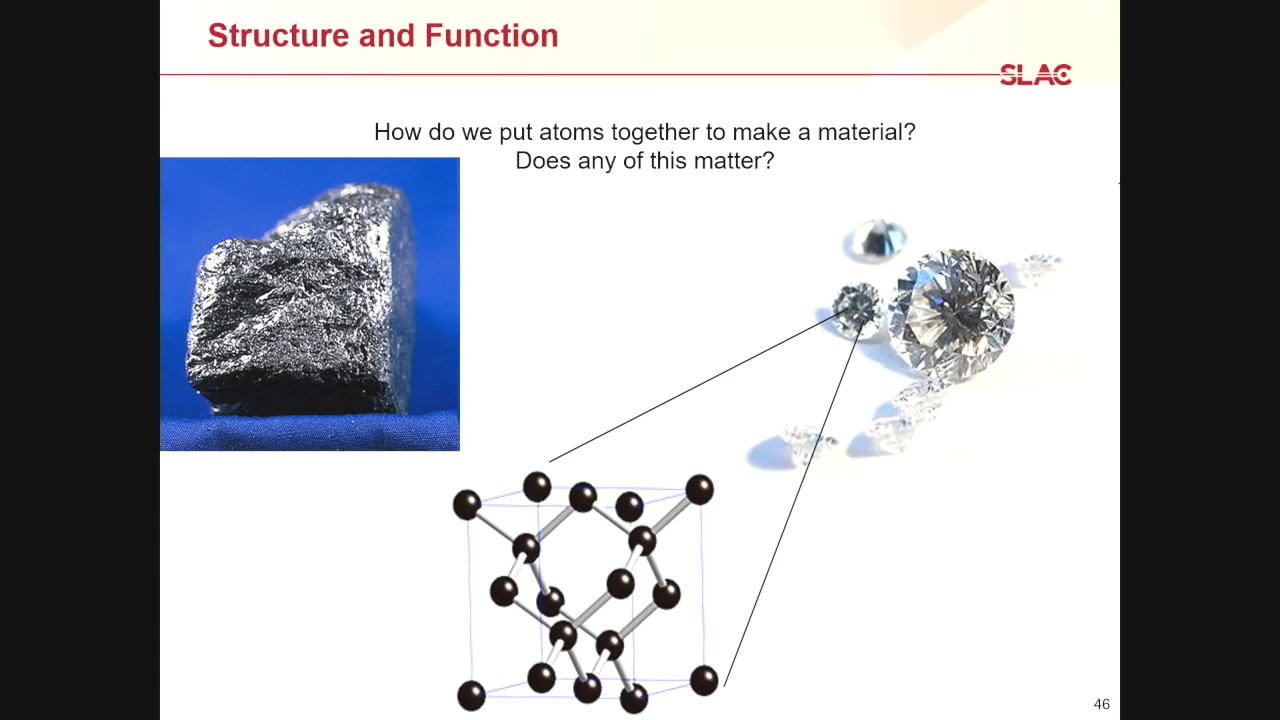 Structure and Function
SLAC
How do we put atoms together to make a material?
Does any of this matter?
46